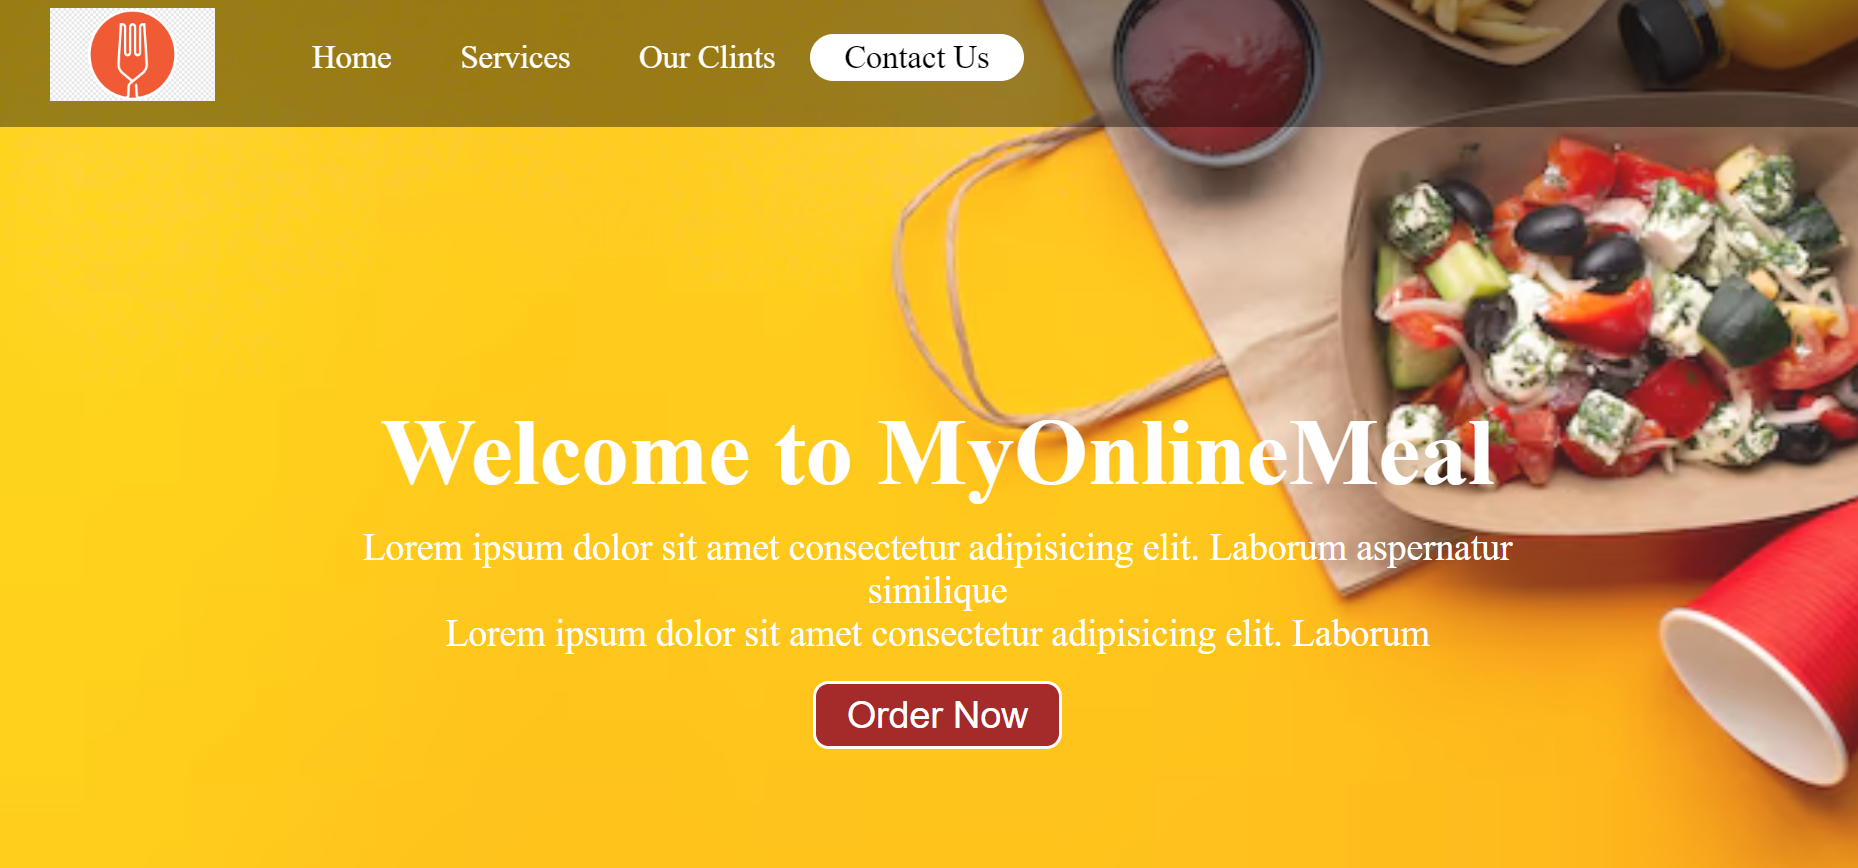 Home Services Our Clints Contact Us
Welcome to MyOnlineMeal
Lorem ipsum dolor sit amet consectetur adipisicing elit. Laborum aspernatur
similique
Lorem ipsum dolor sit amet consectetur adipisicing elit. Laborum
Order Now